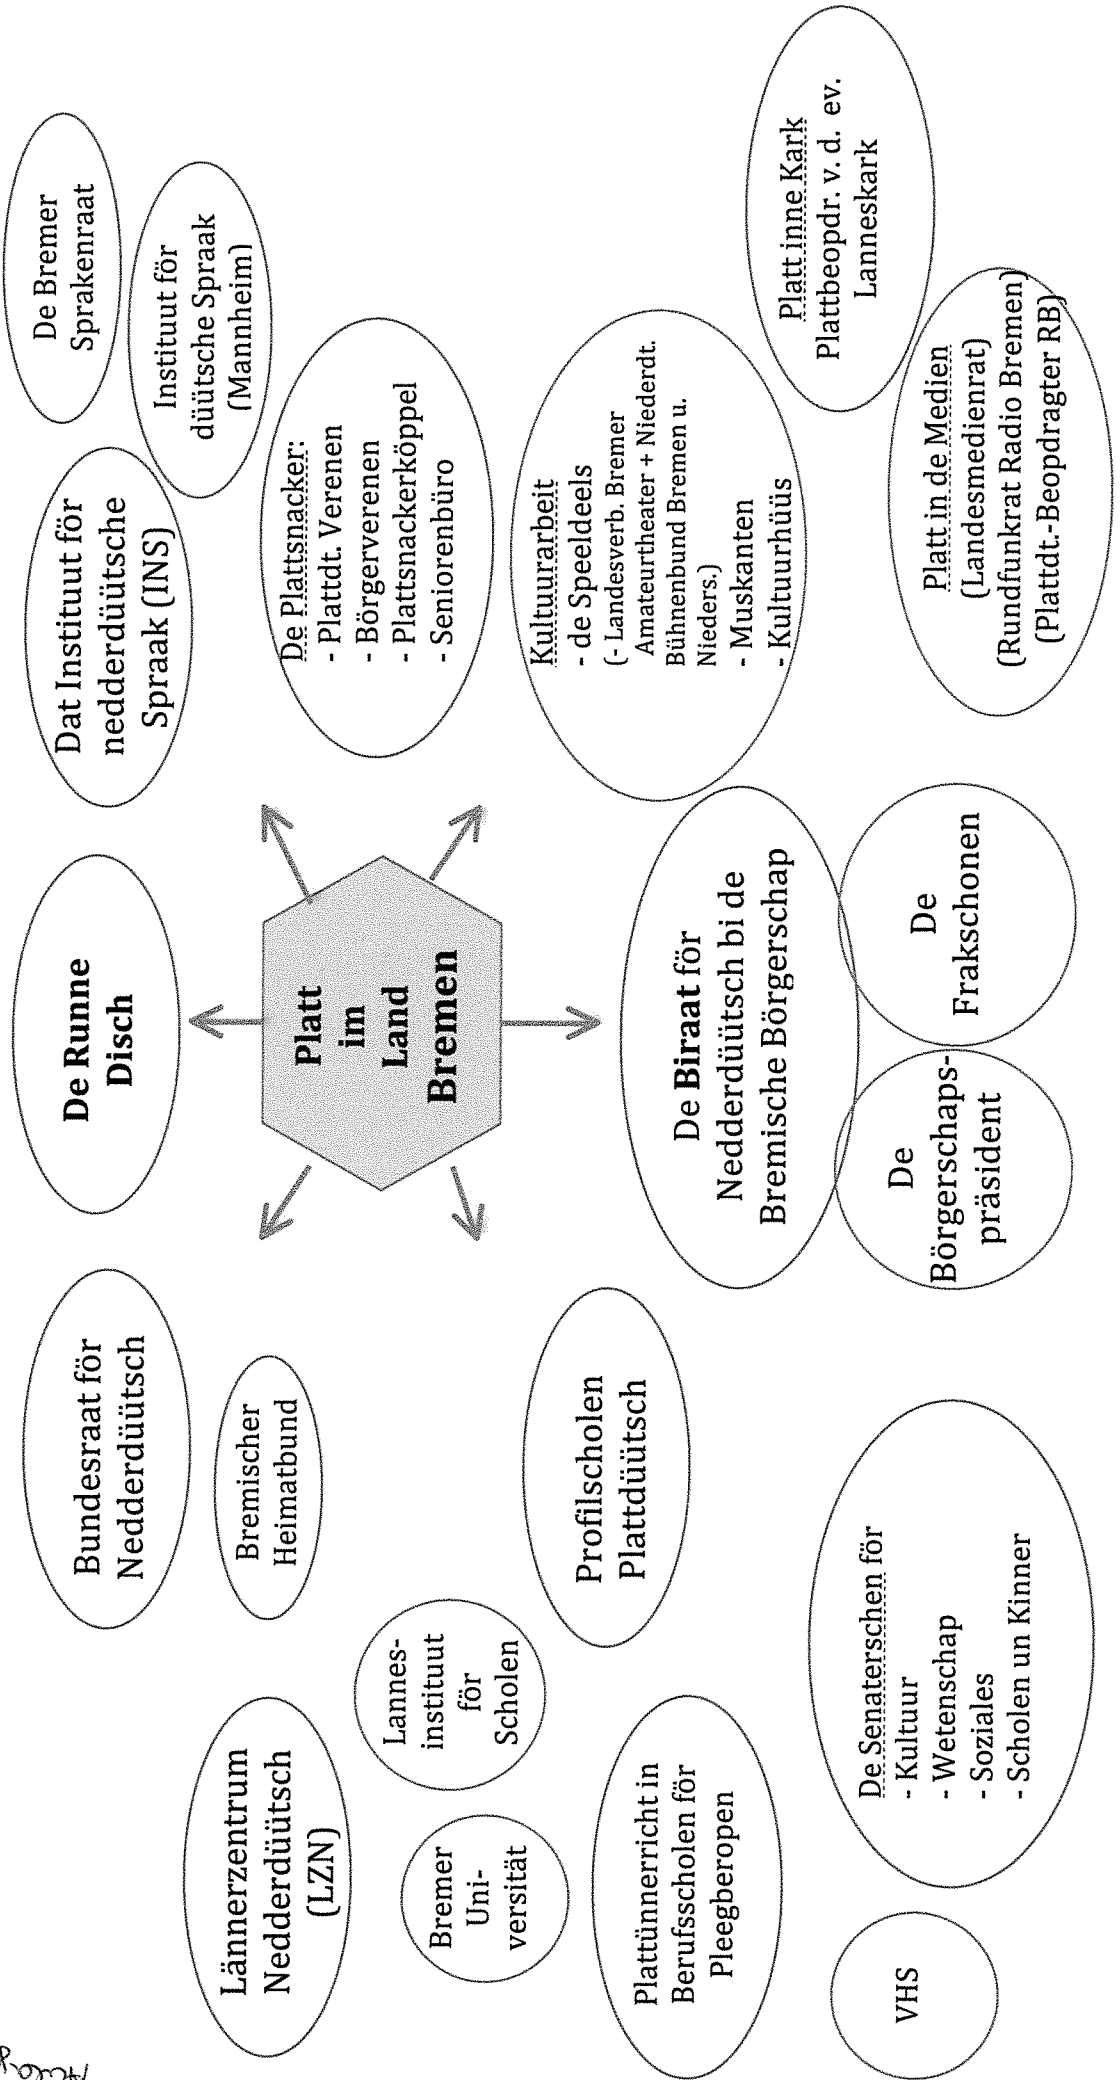 Lännerzentrum
Nedderdüütsch
(LZN)
Bundesraat för
Nedderdüütsch
De Runne
Disch
Dat Instituut för
nedderdüütsche
Spraak (INS)
De Bremer
Sprakenraat
Instituut för
düütsche Spraak
(Mannheim)
Bremischer
Heimatbund
Lannes-
instituut
för
Scholen
Bremer
Uni-
versität
Platt
im
Land
Bremen
De Plattsnacker:
- Plattdt. Verenen
- Börgerverenen
- Plattsnackerköppel
- Seniorenbüro
Profilscholen
Plattdüütsch
Plattünnerricht in
Berufsscholen för
Pleegberopen
De Biraat för
Nedderdüütsch bi de
Bremische Börgerschap
Kultuurarbeit
- de Speeldeels
(- Landesverb. Bremer
Amateurtheater + Niederdt.
Bühnenbund Bremen u.
Nieders.)
- Muskanten
- Kultuurhüüs
Platt inne Kark
Plattbeopdr. v. d. ev.
Lanneskark
VHS
De Senaterschen för
- Kultur
- Wetenschap
- Soziales
- Scholen un Kinner
De
Börgerschaps-
präsident
De
Frakschonen
Platt in de Medien
(Landesmedienrat)
(Rundfunkrat Radio Bremen)
(Plattdt.-Beopdragter RB)